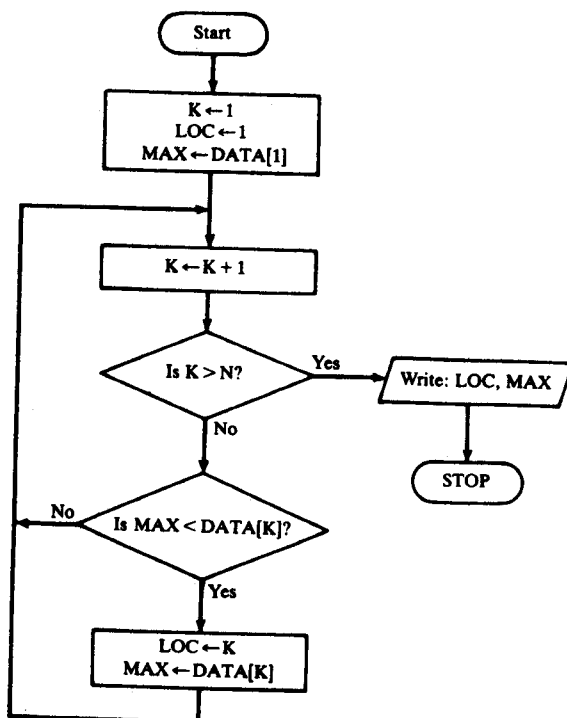 Start
K←1
LOC←1
MAX←DATA[1]
K←K + 1
Is K > N?
Yes
Write: LOC, MAX
No
STOP
No
Is MAX < DATA[K]?
Yes
LOC←K
MAX←DATA[K]